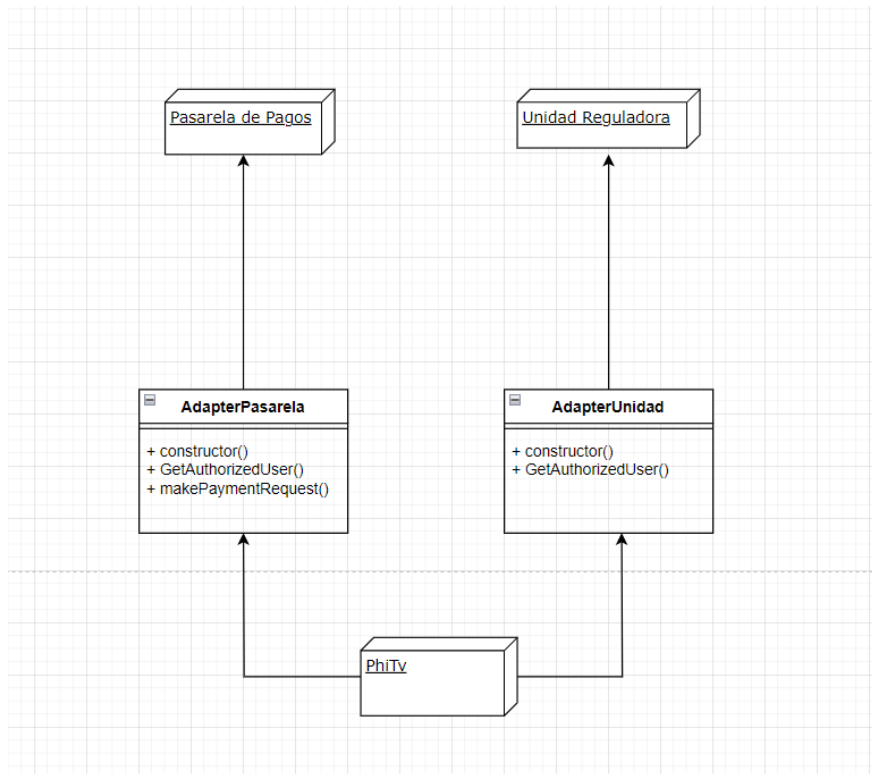 Pasarela de Pagos
Unidad Reguladora
AdapterPasarela
+ constructor()
+ GetAuthorizedUser()
+ makePaymentRequest()
AdapterUnidad
+ constructor()
+ GetAuthorizedUser()
PhiTv